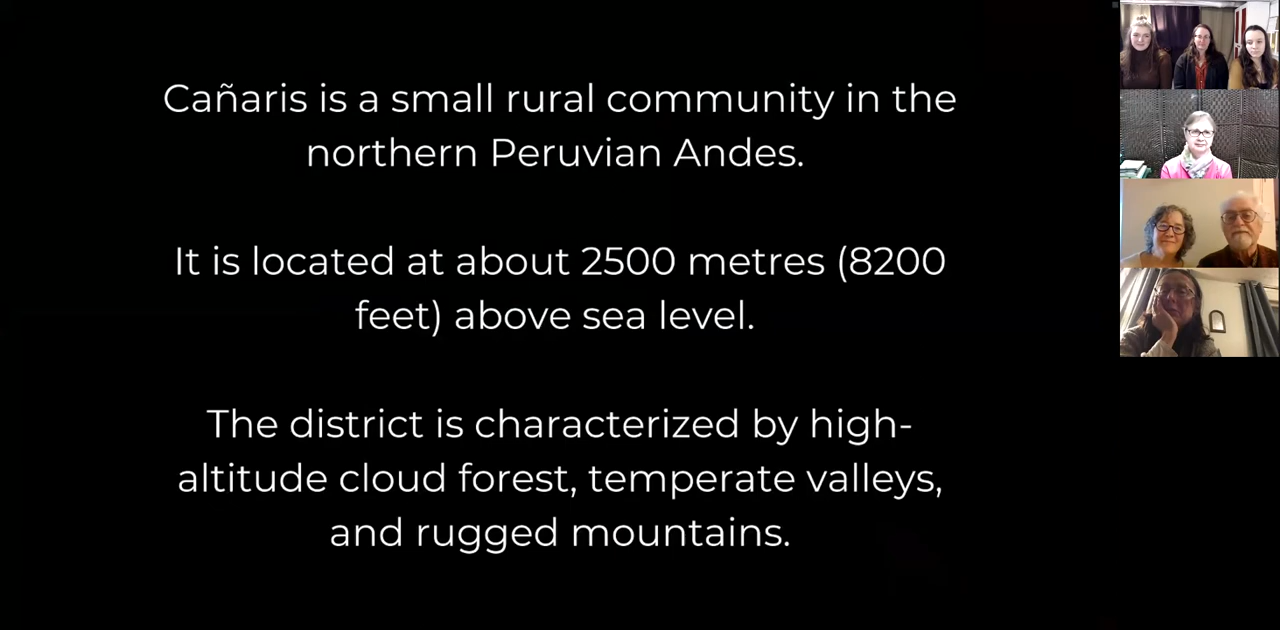 Cañaris is a small rural community in the
northern Peruvian Andes.
It is located at about 2500 metres (8200
feet) above sea level.
The district is characterized by high-
altitude cloud forest, temperate valleys,
and rugged mountains.